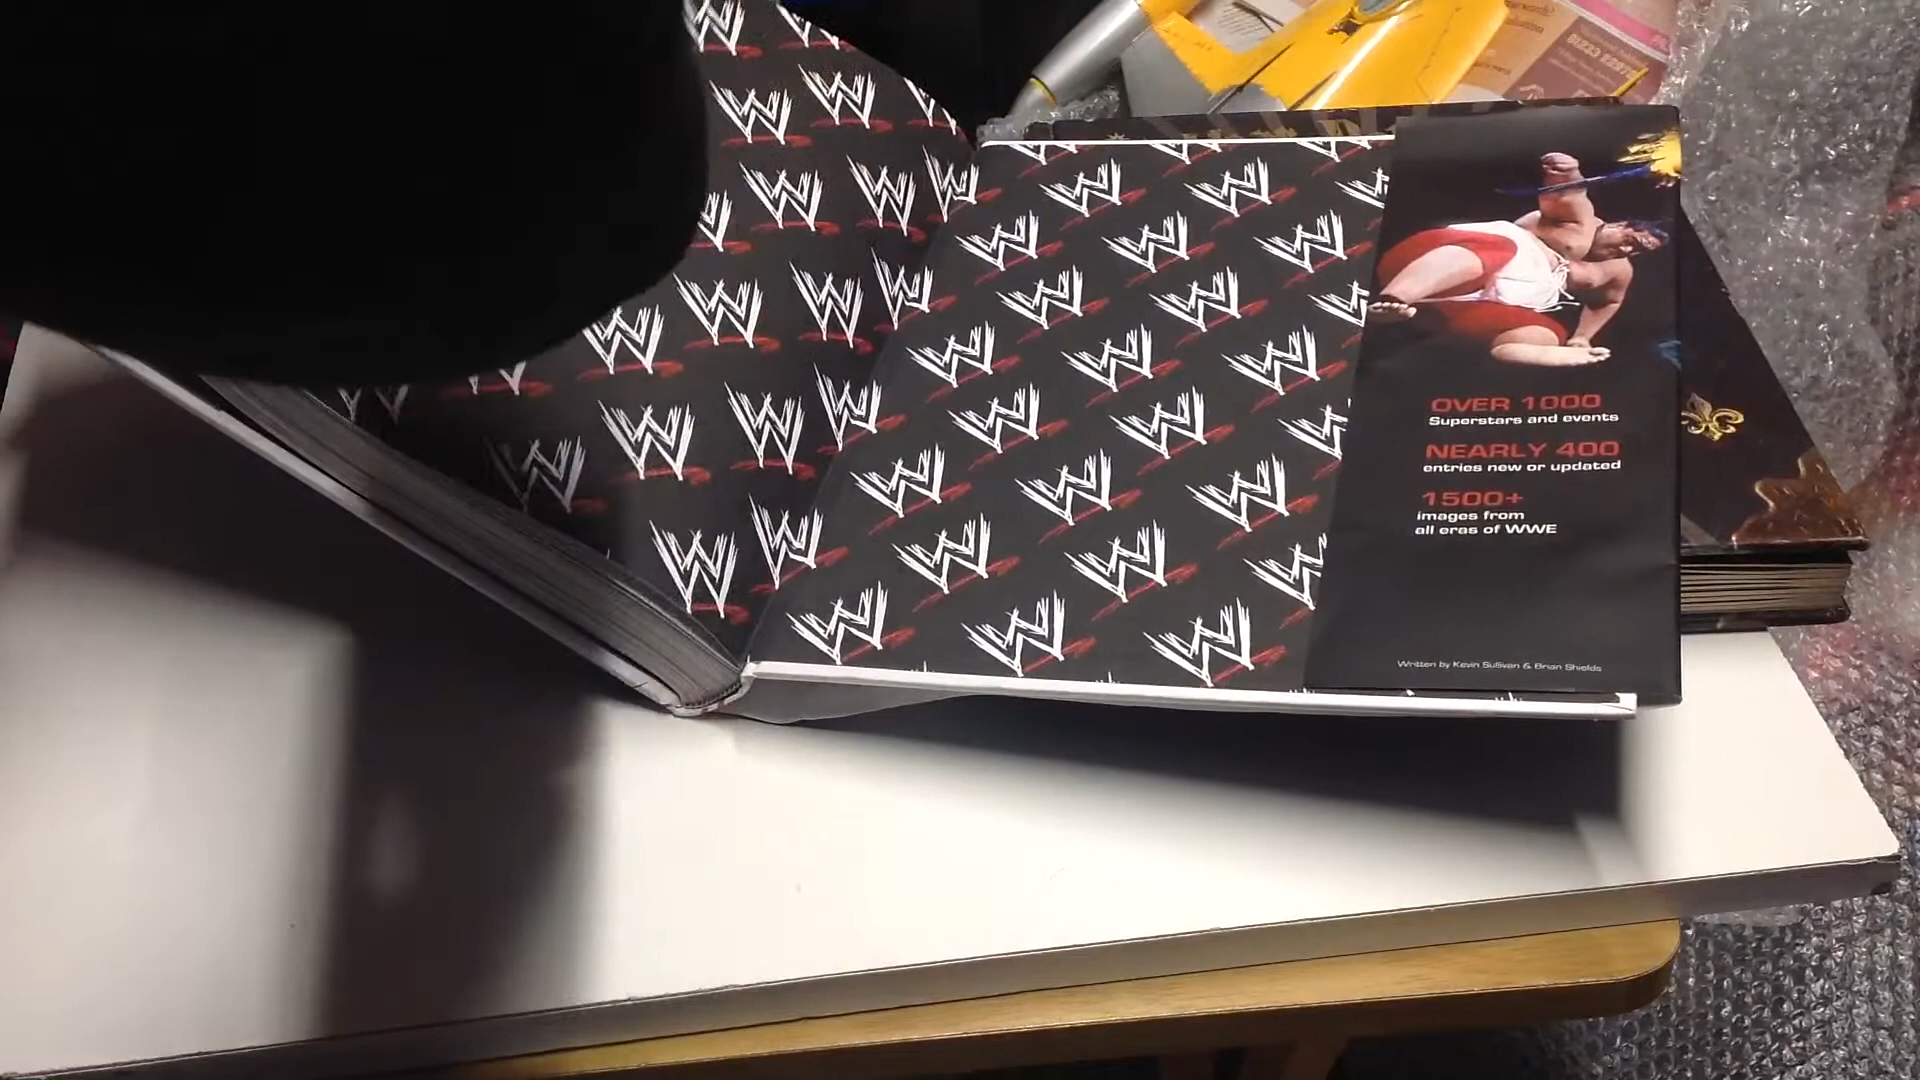 OVER 1000
Superstars and events
NEARLY 400
entries new or updated
1500+
images from
all eras of WWE
Written by Kevin Sullivan & Brian Shields